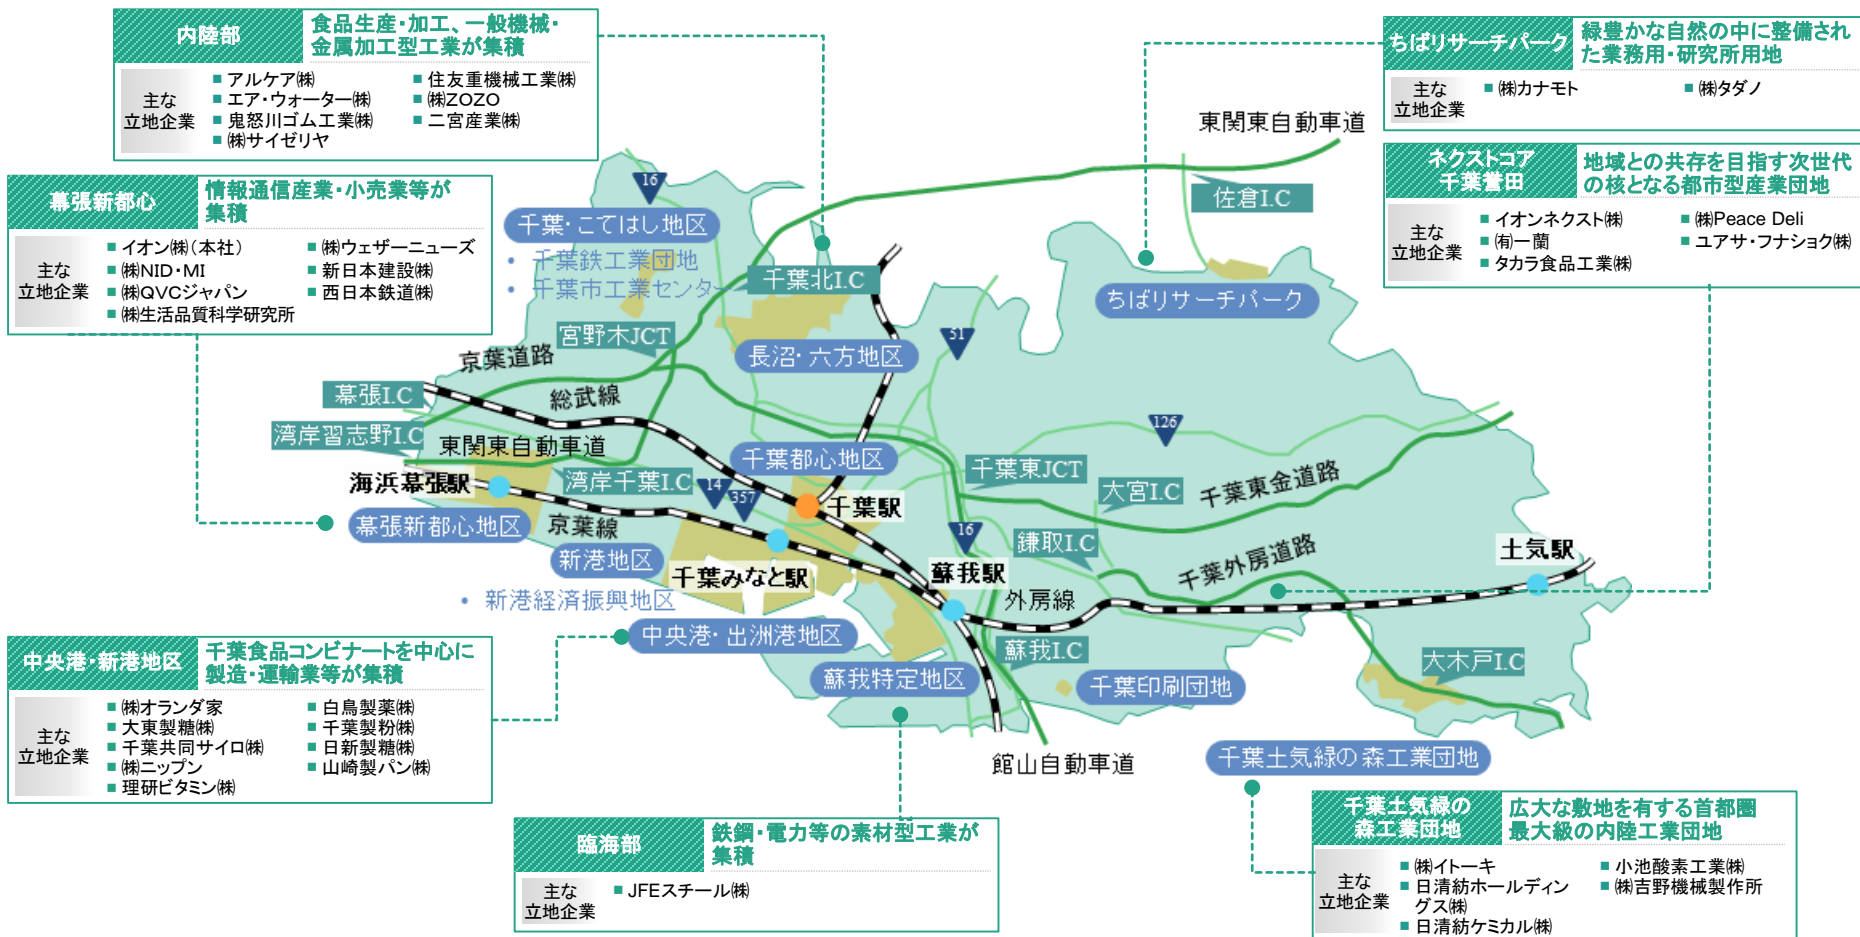 内陸部
食品生産・加工、一般機械・
金属加工型工業が集積
主な
立地企業
■ アルケア㈱
■ エア・ウォーター㈱
■ 鬼怒川ゴム工業㈱
■ ㈱サイゼリヤ
■ 住友重機械工業㈱
■ ㈱ZOZO
■ 二宮産業㈱
ちばリサーチパーク
緑豊かな自然の中に整備され
た業務用・研究所用地
主な
立地企業
■ ㈱カナモト
■ ㈱タダノ
ネクストコア
千葉誉田
地域との共存を目指す次世代
の核となる都市型産業団地
主な
立地企業
■ イオンネクスト㈱
■ ㈲一蘭
■ タカラ食品工業㈱
■ ㈱Peace Deli
■ ユアサ・フナショク㈱
幕張新都心
情報通信産業・小売業等が
集積
主な
立地企業
■ イオン㈱（本社）
■ ㈱NID・MI
■ ㈱QVCジャパン
■ ㈱生活品質科学研究所
■ ㈱ウェザーニューズ
■ 新日本建設㈱
■ 西日本鉄道㈱
東関東自動車道
佐倉I.C
16
千葉・こてはし地区
• 千葉鉄工業団地
• 千葉市工業センター
千葉北I.C
ちばリサーチパーク
宮野木JCT
51
長沼・六方地区
京葉道路
幕張I.C
総武線
湾岸習志野I.C
東関東自動車道
126
千葉都心地区
千葉東JCT
海浜幕張駅
湾岸千葉I.C
14
357
大宮I.C
千葉東金道路
千葉駅
幕張新都心地区
京葉線
16
鎌取I.C
土気駅
新港地区
千葉みなと駅
蘇我駅
千葉外房道路
• 新港経済振興地区
外房線
中央港・出洲港地区
蘇我I.C
大木戸I.C
蘇我特定地区
千葉印刷団地
館山自動車道
千葉土気緑の森工業団地
中央港・新港地区
千葉食品コンビナートを中心に
製造・運輸業等が集積
主な
立地企業
■ ㈱オランダ家
■ 大東製糖㈱
■ 千葉共同サイロ㈱
■ ㈱ニップン
■ 理研ビタミン㈱
■ 白鳥製薬㈱
■ 千葉製粉㈱
■ 日新製糖㈱
■ 山崎製パン㈱
臨海部
鉄鋼・電力等の素材型工業が
集積
主な
立地企業
■ JFEスチール㈱
千葉土気緑の
森工業団地
広大な敷地を有する首都圏
最大級の内陸工業団地
主な
立地企業
■ ㈱イトーキ
■ 日清紡ホールディン
グス㈱
■ 日清紡ケミカル㈱
■ 小池酸素工業㈱
■ ㈱吉野機械製作所